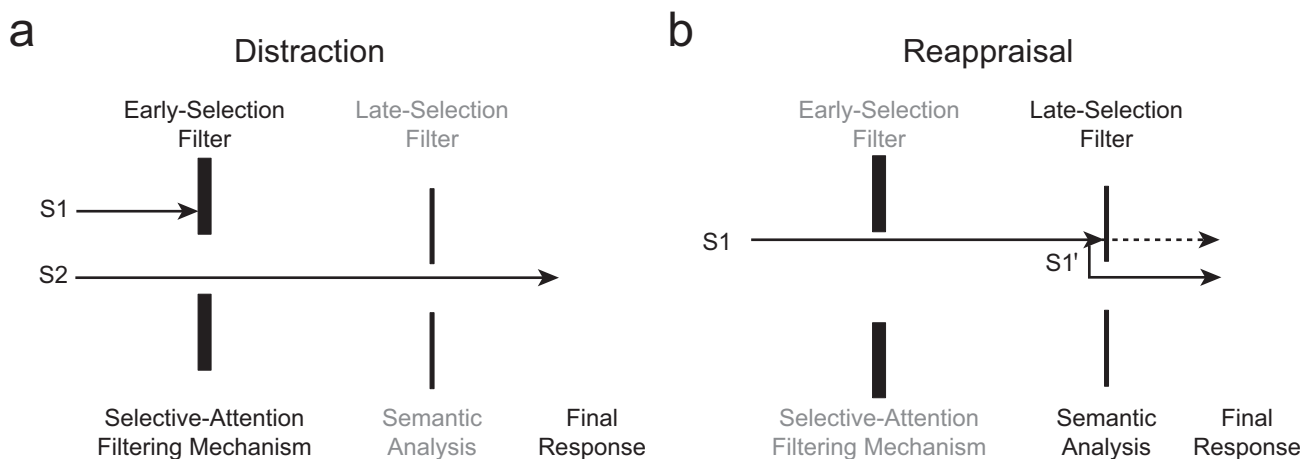 a
Distraction
Early-Selection
Filter
Late-Selection
Filter
S1
S2
Selective-Attention
Filtering Mechanism
Semantic
Analysis
Final
Response
b
Reappraisal
Early-Selection
Filter
Late-Selection
Filter
S1
S1'
Selective-Attention
Filtering Mechanism
Semantic
Analysis
Final
Response